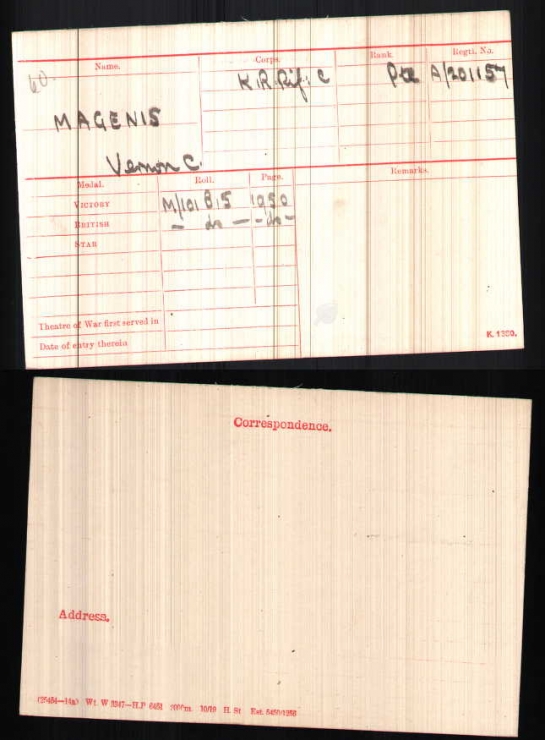 Name. Corps. Rank. Regtl. No.
60. K.R.Rif: C Pte A/201157
MAGENIS
Vernon C.
Medal. Roll. Page. Remarks.
VICTORY M/101 B15 1950
BRITISH - do - - do -
STAR
Theatre of War first served in
Date of entry therein
K. 1380.
Correspondence.
Address.